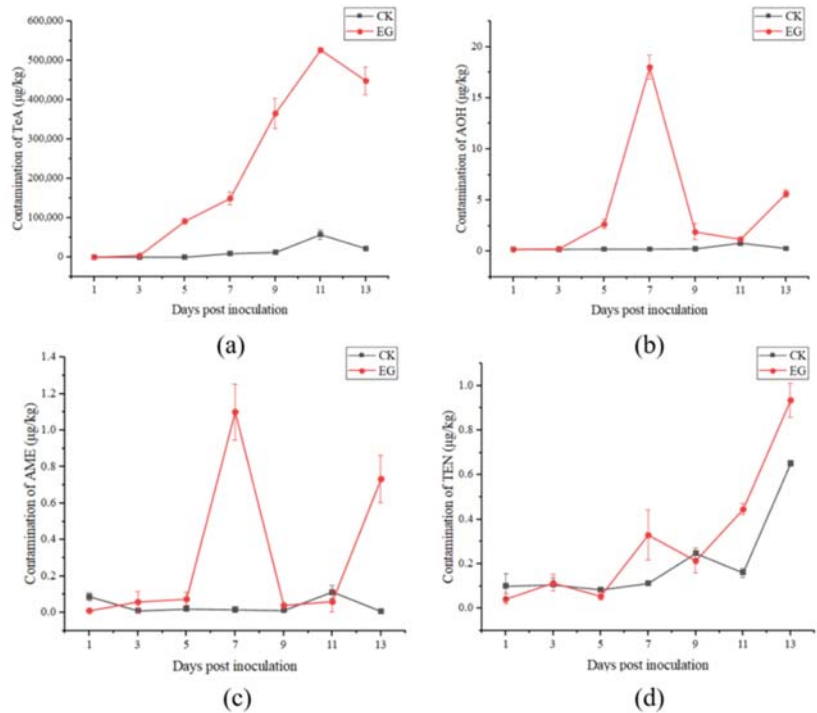 CK
EG
600,000
500,000
400,000
300,000
200,000
100,000
0
Contamination of TeA (µg/kg)
1 3 5 7 9 11 13
Days post inoculation
(a)
CK
EG
20
15
10
5
0
Contamination of AOH (µg/kg)
1 3 5 7 9 11 13
Days post inoculation
(b)
CK
EG
1.4
1.2
1.0
0.8
0.6
0.4
0.2
0.0
Contamination of AME (µg/kg)
1 3 5 7 9 11 13
Days post inoculation
(c)
CK
EG
1.0
0.8
0.6
0.4
0.2
0.0
Contamination of TEN (µg/kg)
1 3 5 7 9 11 13
Days post inoculation
(d)